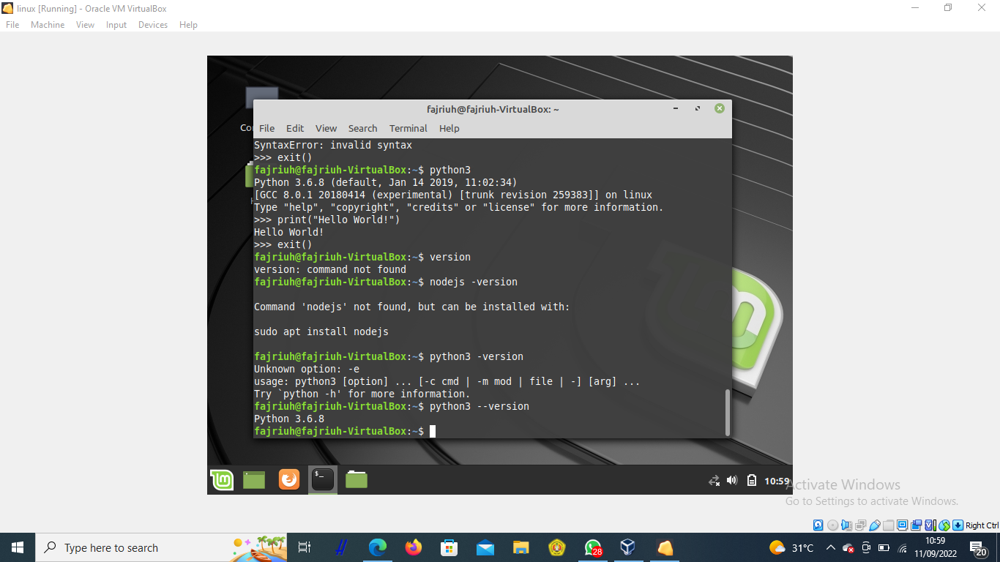 linux [Running] - Oracle VM VirtualBox
File Machine View Input Devices Help
fajriuh@fajriuh-VirtualBox: ~
File Edit View Search Terminal Help
SyntaxError: invalid syntax
>>> exit()
fajriuh@fajriuh-VirtualBox:~$ python3
Python 3.6.8 (default, Jan 14 2019, 11:02:34)
[GCC 8.0.1 20180414 (experimental) [trunk revision 259383]] on linux
Type "help", "copyright", "credits" or "license" for more information.
>>> print("Hello World!")
Hello World!
>>> exit()
fajriuh@fajriuh-VirtualBox:~$ version
version: command not found
fajriuh@fajriuh-VirtualBox:~$ nodejs -version
Command 'nodejs' not found, but can be installed with:
sudo apt install nodejs
fajriuh@fajriuh-VirtualBox:~$ python3 -version
Unknown option: -e
usage: python3 [option] ... [-c cmd | -m mod | file | -] [arg] ...
Try `python -h' for more information.
fajriuh@fajriuh-VirtualBox:~$ python3 --version
Python 3.6.8
fajriuh@fajriuh-VirtualBox:~$
10:59
Activate Windows
Go to Settings to activate Windows.
Right Ctrl
Type here to search
28
31°C
10:59
11/09/2022
20